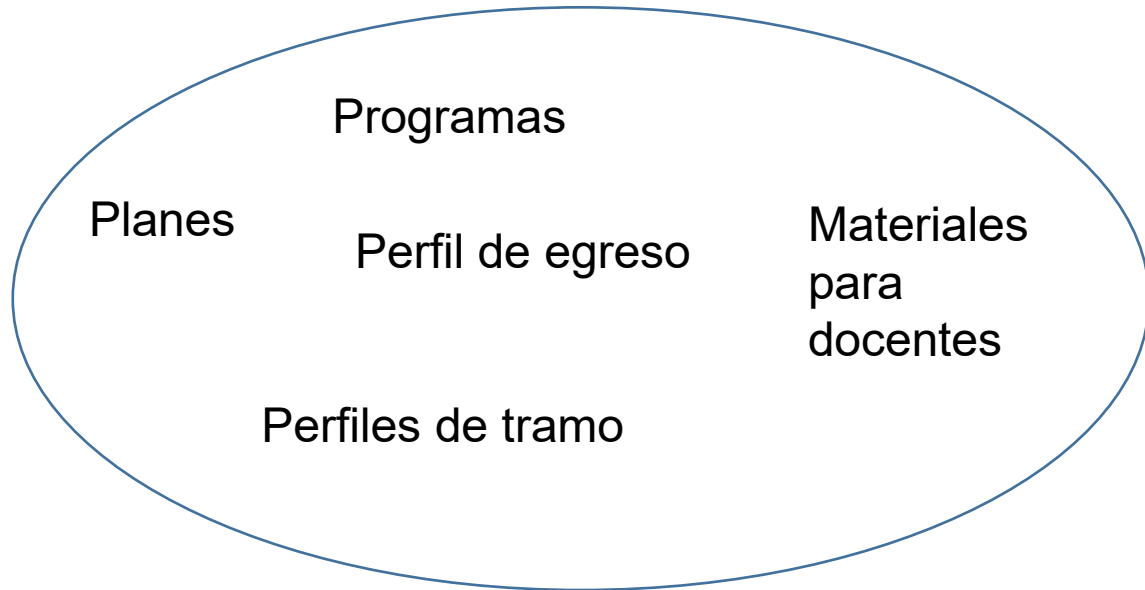 Programas
Planes
Perfil de egreso
Materiales
para
docentes
Perfiles de tramo